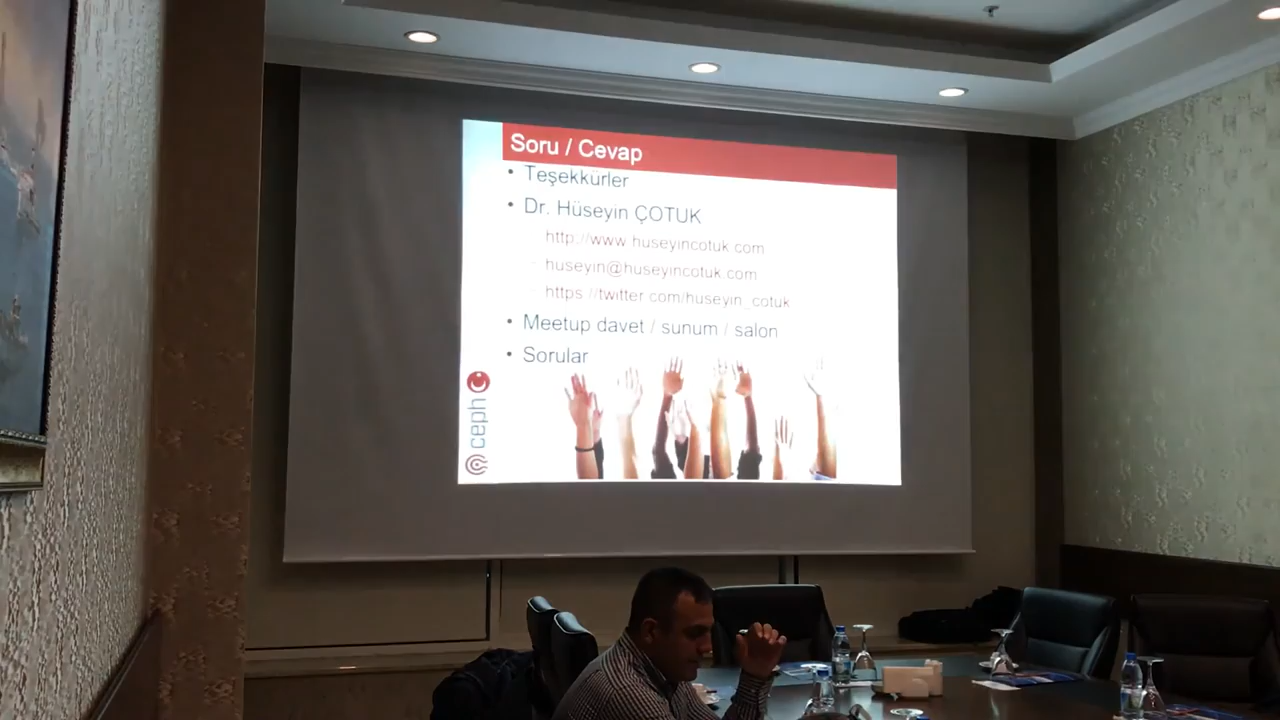 Soru / Cevap
• Teşekkürler
• Dr. Hüseyin ÇOTUK
– http://www.huseyincotuk.com
– huseyin@huseyincotuk.com
– https://twitter.com/huseyin_cotuk
• Meetup davet / sunum / salon
• Sorular
ceph